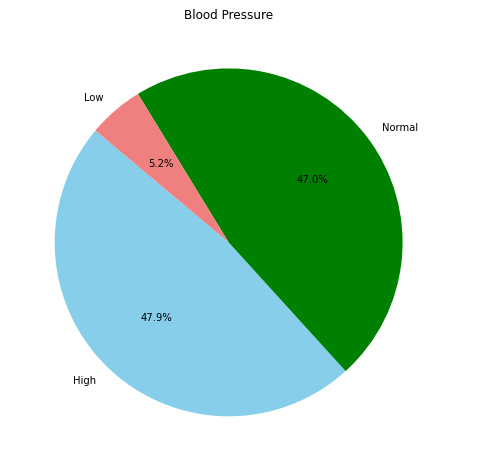 Blood Pressure
Low
Normal
5.2%
47.0%
47.9%
High